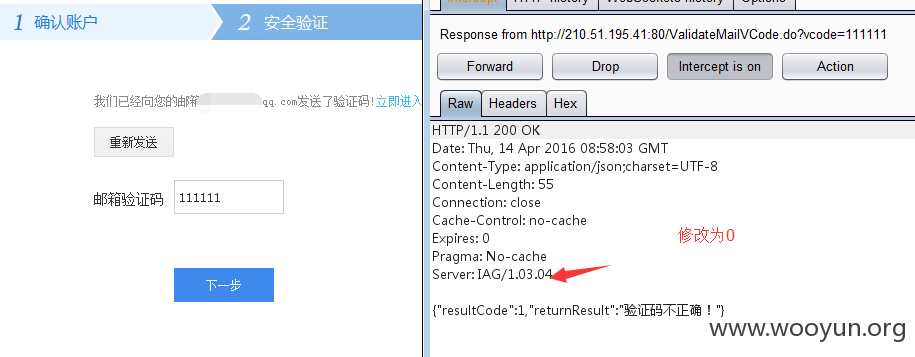 1 确认账户
2 安全验证
我们已经向您的邮箱 qq.com发送了验证码!立即进入
重新发送
邮箱验证码 111111
下一步
Response from http://210.51.195.41:80/ValidateMailVCode.do?vcode=111111
Forward Drop Intercept is on Action
Raw Headers Hex
HTTP/1.1 200 OK
Date: Thu, 14 Apr 2016 08:58:03 GMT
Content-Type: application/json;charset=UTF-8
Content-Length: 55
Connection: close
Cache-Control: no-cache
Expires: 0
修改为0
Pragma: No-cache
Server: IAG/1.03.04
{"resultCode":1,"returnResult":"验证码不正确！"}
www.wooyun.org